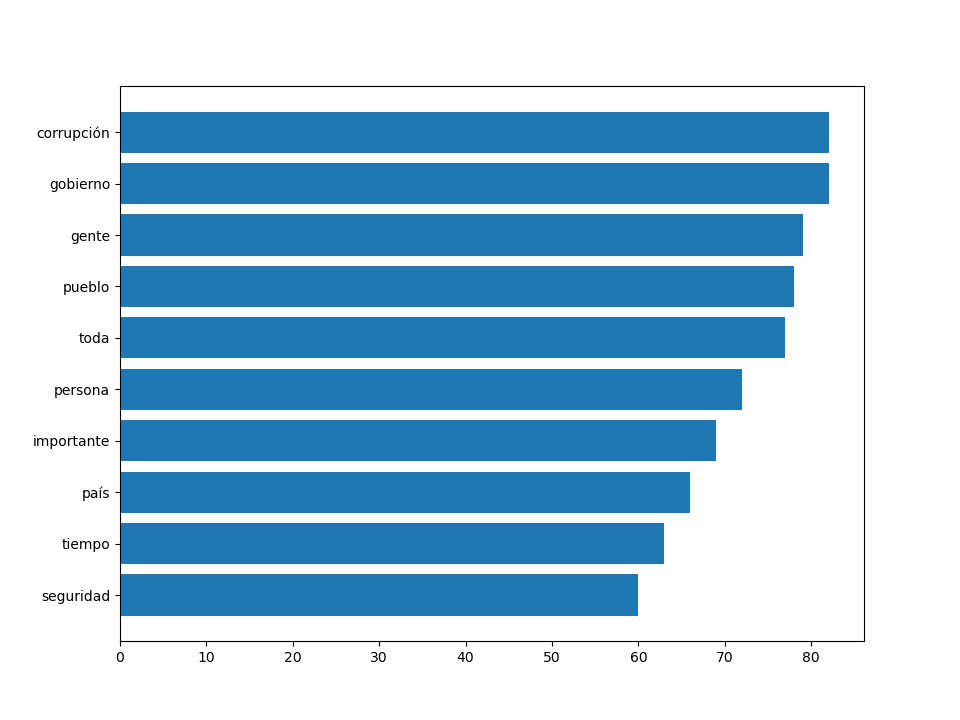 corrupción
gobierno
gente
pueblo
toda
persona
importante
país
tiempo
seguridad
0 10 20 30 40 50 60 70 80